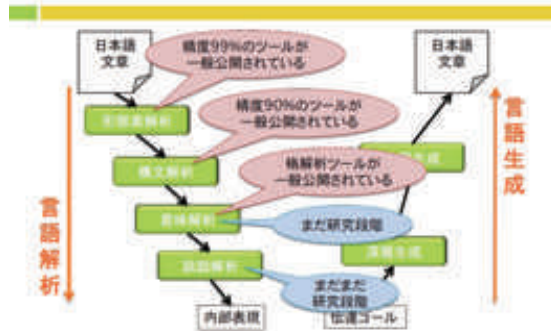 日本語
文章
精度99%のツールが
一般公開されている
日本語
文章
形態素解析
精度90%のツールが
一般公開されている
構文解析
格解析ツールが
一般公開されている
意味解析
まだ研究段階
まだまだ
研究段階
内部表現
伝達ゴール
言語解析
言語生成